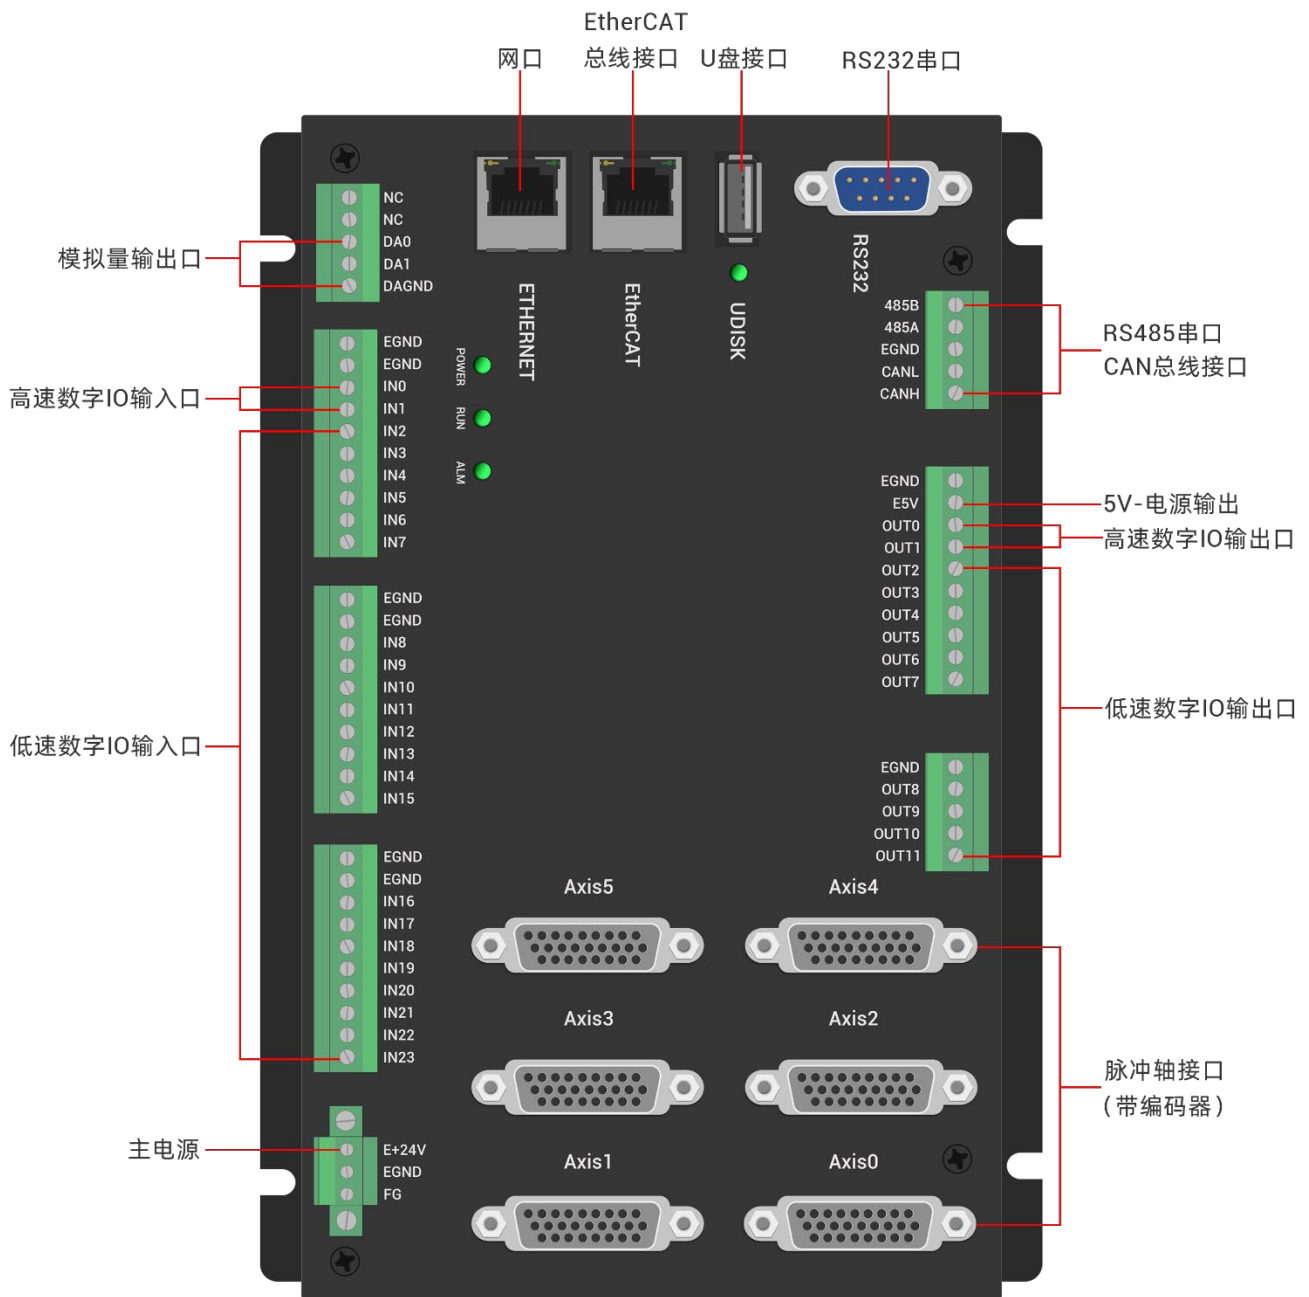 EtherCAT
网口
总线接口
U盘接口
RS232串口
NC
NC
DA0
DA1
DAGND
模拟量输出口
EGND
EGND
IN0
IN1
IN2
IN3
IN4
IN5
IN6
IN7
高速数字IO输入口
EGND
EGND
IN8
IN9
IN10
IN11
IN12
IN13
IN14
IN15
低速数字IO输入口
EGND
EGND
IN16
IN17
IN18
IN19
IN20
IN21
IN22
IN23
主电源
E+24V
EGND
FG
ETHERNET
EtherCAT
UDISK
RS232
POWER
RUN
ALM
485B
485A
EGND
CANL
CANH
RS485串口
CAN总线接口
EGND
E5V
OUT0
OUT1
OUT2
OUT3
OUT4
OUT5
OUT6
OUT7
5V-电源输出
高速数字IO输出口
低速数字IO输出口
EGND
OUT8
OUT9
OUT10
OUT11
Axis5
Axis4
Axis3
Axis2
Axis1
Axis0
脉冲轴接口
(带编码器)